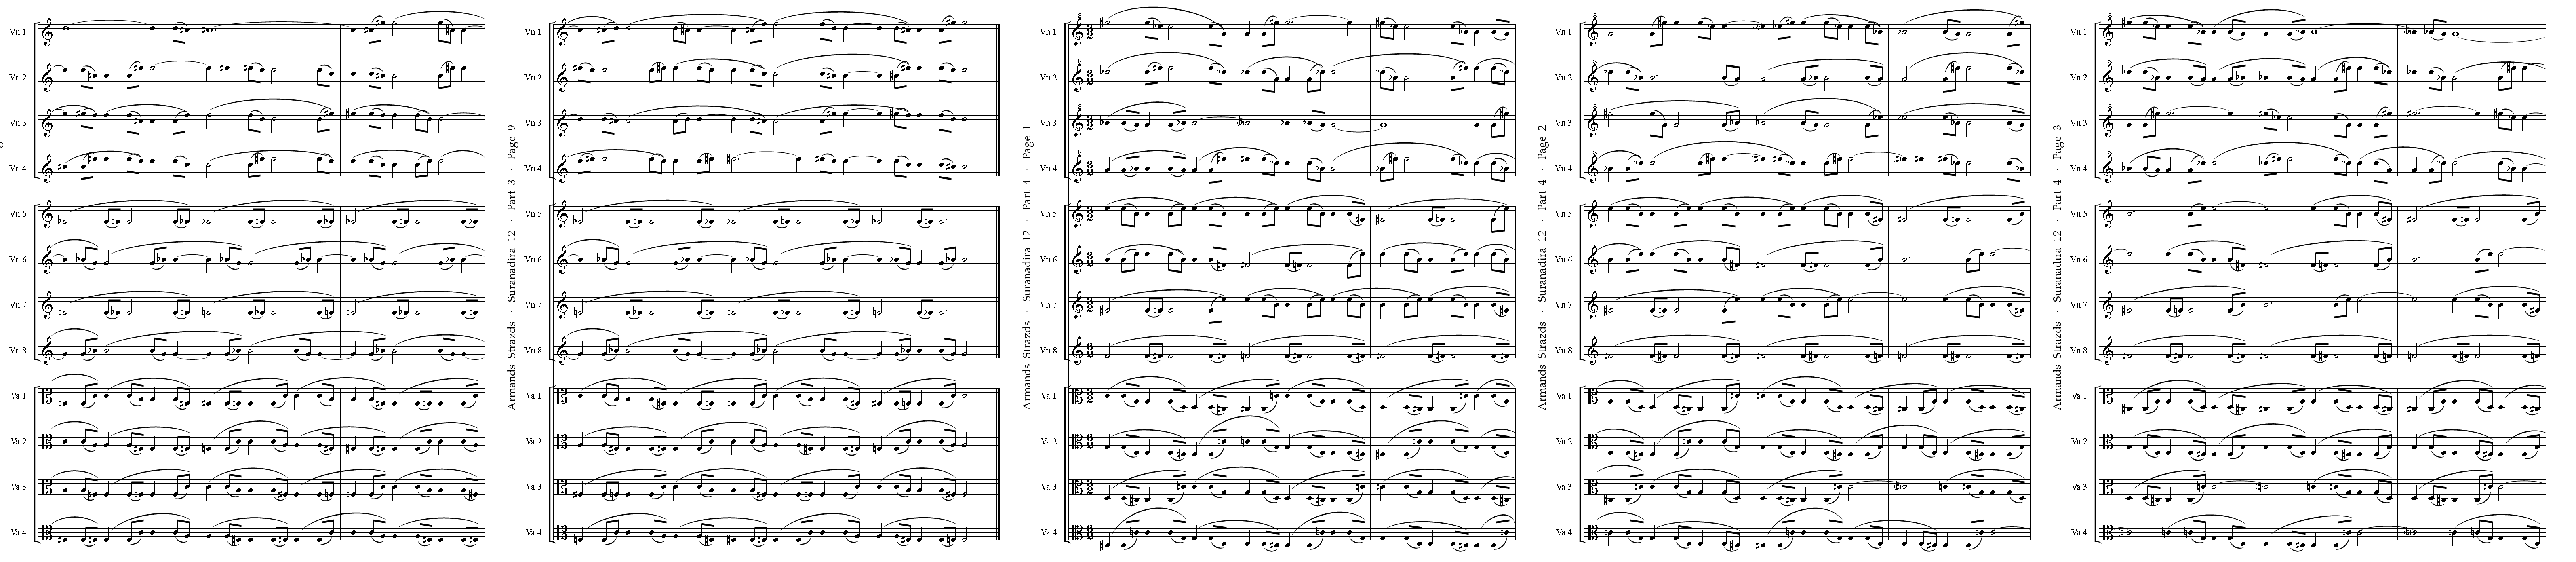 Vn 1
Vn 2
Vn 3
Vn 4
Vn 5
Vn 6
Vn 7
Vn 8
Va 1
Va 2
Va 3
Va 4
Armands Strazds · Suranadira 12 · Part 3 · Page 9
Vn 1
Vn 2
Vn 3
Vn 4
Vn 5
Vn 6
Vn 7
Vn 8
Va 1
Va 2
Va 3
Va 4
Armands Strazds · Suranadira 12 · Part 4 · Page 1
Vn 1
Vn 2
Vn 3
Vn 4
Vn 5
Vn 6
Vn 7
Vn 8
Va 1
Va 2
Va 3
Va 4
Armands Strazds · Suranadira 12 · Part 4 · Page 2
Vn 1
Vn 2
Vn 3
Vn 4
Vn 5
Vn 6
Vn 7
Vn 8
Va 1
Va 2
Va 3
Va 4
Armands Strazds · Suranadira 12 · Part 4 · Page 3
Vn 1
Vn 2
Vn 3
Vn 4
Vn 5
Vn 6
Vn 7
Vn 8
Va 1
Va 2
Va 3
Va 4